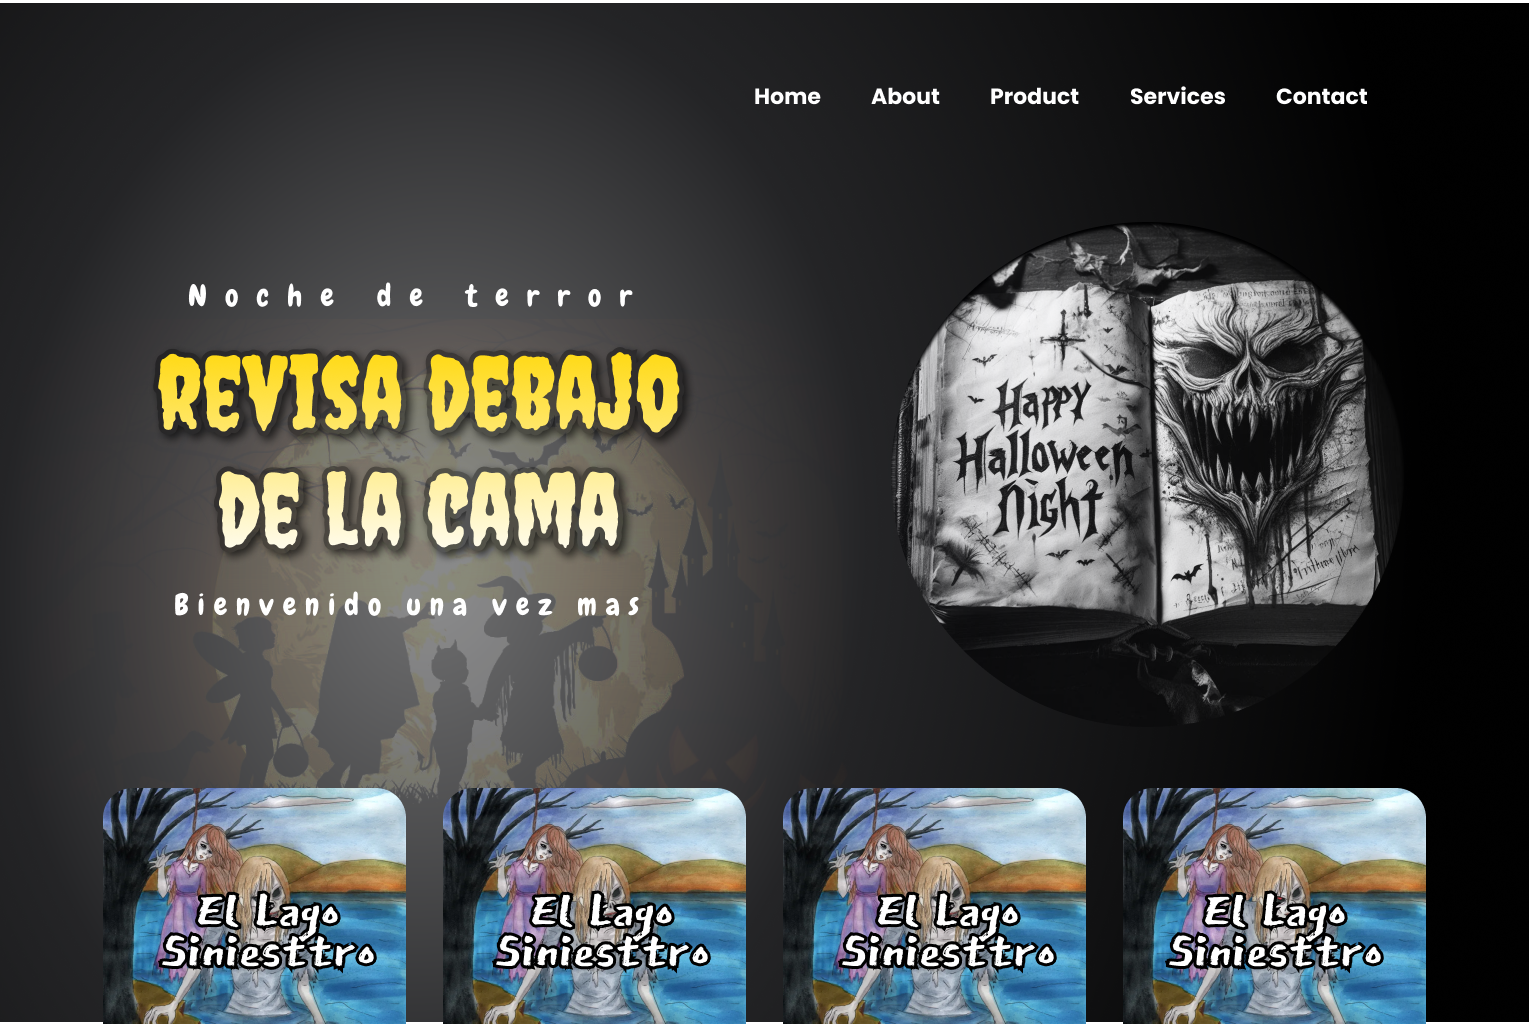 Home About Product Services Contact
Noche de terror
REVISA DEBAJO
DE LA CAMA
Bienvenido una vez mas
Happy
Halloween
Night
El Lago
Siniesttro
El Lago
Siniesttro
El Lago
Siniesttro
El Lago
Siniesttro